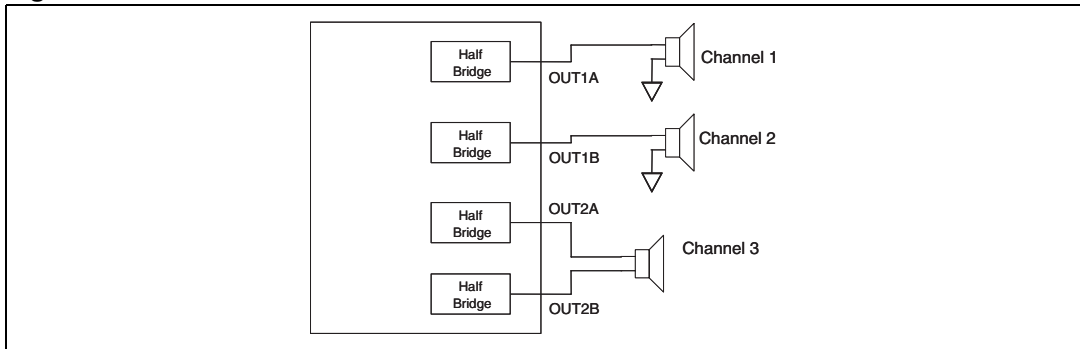 Half
Bridge
OUT1A
Channel 1
Half
Bridge
OUT1B
Channel 2
Half
Bridge
OUT2A
Channel 3
Half
Bridge
OUT2B